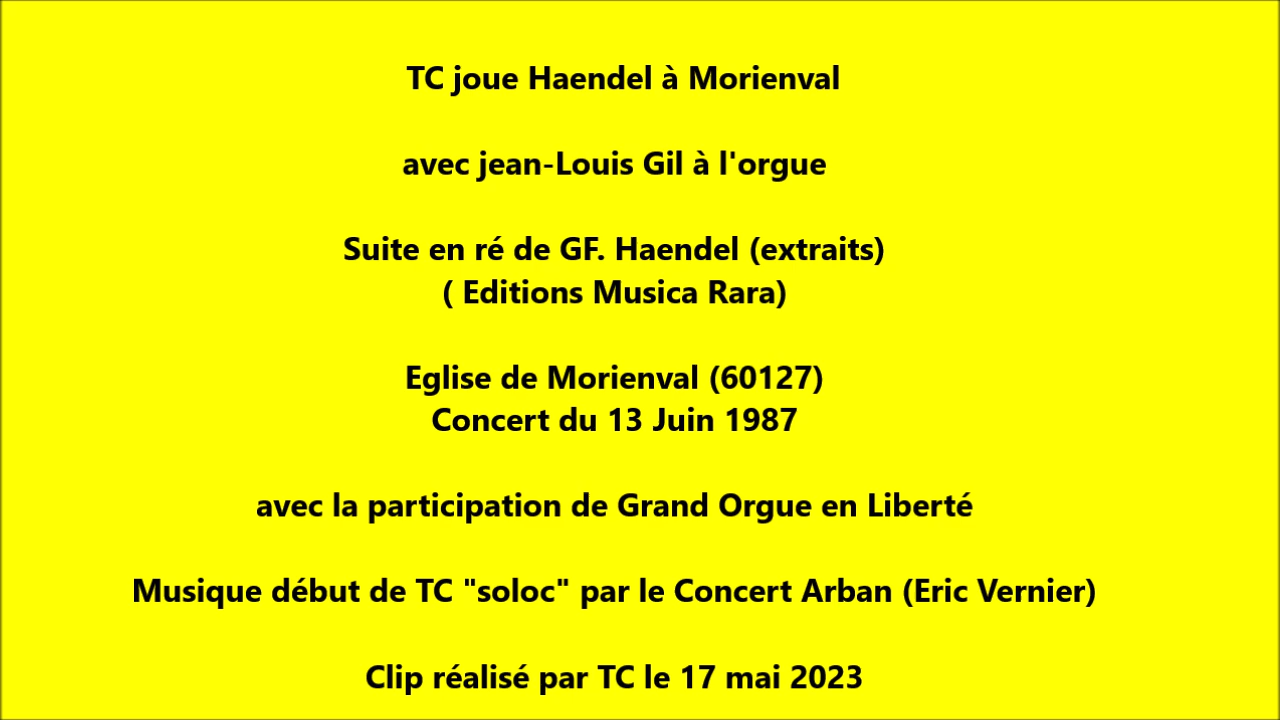 TC joue Haendel à Morienval
avec jean-Louis Gil à l'orgue
Suite en ré de GF. Haendel (extraits)
( Editions Musica Rara)
Eglise de Morienval (60127)
Concert du 13 Juin 1987
avec la participation de Grand Orgue en Liberté
Musique début de TC "soloc" par le Concert Arban (Eric Vernier)
Clip réalisé par TC le 17 mai 2023